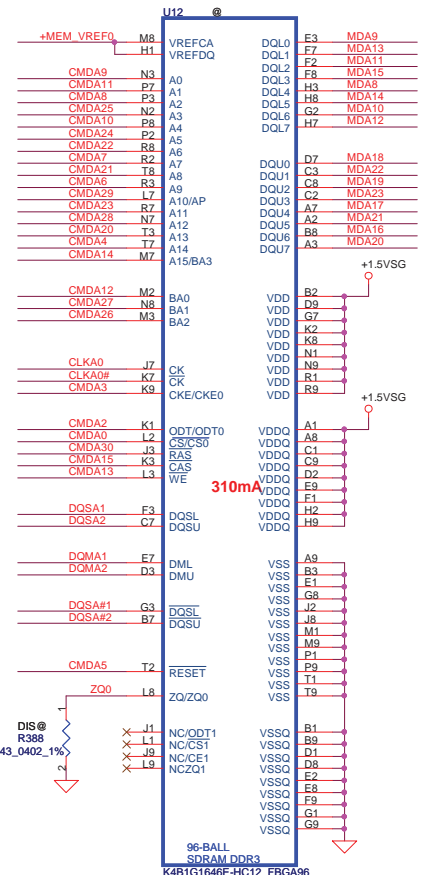 U12 @
+MEM_VREF0 M8 VREFCA
H1 VREFDQ
CMDA9 N3 A0
CMDA11 P7 A1
CMDA8 P3 A2
CMDA25 N2 A3
CMDA10 P8 A4
CMDA24 P2 A5
CMDA22 R8 A6
CMDA7 R2 A7
CMDA21 T8 A8
CMDA6 R3 A9
CMDA29 L7 A10/AP
CMDA23 R7 A11
CMDA28 N7 A12
CMDA20 T3 A13
CMDA4 T7 A14
CMDA14 M7 A15/BA3
CMDA12 M2 BA0
CMDA27 N8 BA1
CMDA26 M3 BA2
CLKA0 J7 CK
CLKA0# K7 CK
CMDA3 K9 CKE/CKE0
CMDA2 K1 ODT/ODT0
CMDA0 L2 CS/CS0
CMDA30 J3 RAS
CMDA15 K3 CAS
CMDA13 L3 WE
310mA
DQSA1 F3 DQSL
DQSA2 C7 DQSU
DQMA1 E7 DML
DQMA2 D3 DMU
DQSA#1 G3 DQSL
DQSA#2 B7 DQSU
CMDA5 T2 RESET
ZQ0 L8 ZQ/ZQ0
1
DIS@
R388
43_0402_1%
2
J1 NC/ODT1
L1 NC/CS1
J9 NC/CE1
L9 NCZQ1
DQL0 E3 MDA9
DQL1 F7 MDA13
DQL2 F2 MDA11
DQL3 F8 MDA15
DQL4 H3 MDA8
DQL5 H8 MDA14
DQL6 G2 MDA10
DQL7 H7 MDA12
DQU0 D7 MDA18
DQU1 C3 MDA22
DQU2 C8 MDA19
DQU3 C2 MDA23
DQU4 A7 MDA17
DQU5 A2 MDA21
DQU6 B8 MDA16
DQU7 A3 MDA20
+1.5VSG
VDD B2
VDD D9
VDD G7
VDD K2
VDD K8
VDD N1
VDD N9
VDD R1
VDD R9
+1.5VSG
VDDQ A1
VDDQ A8
VDDQ C1
VDDQ C9
VDDQ D2
VDDQ E9
VDDQ F1
VDDQ H2
VDDQ H9
VSS A9
VSS B3
VSS E1
VSS G8
VSS J2
VSS J8
VSS M1
VSS M9
VSS P1
VSS P9
VSS T1
VSS T9
VSSQ B1
VSSQ B9
VSSQ D1
VSSQ D8
VSSQ E2
VSSQ E8
VSSQ F9
VSSQ G1
VSSQ G9
96-BALL
SDRAM DDR3
K4B1G1646E-HC12_FBGA96